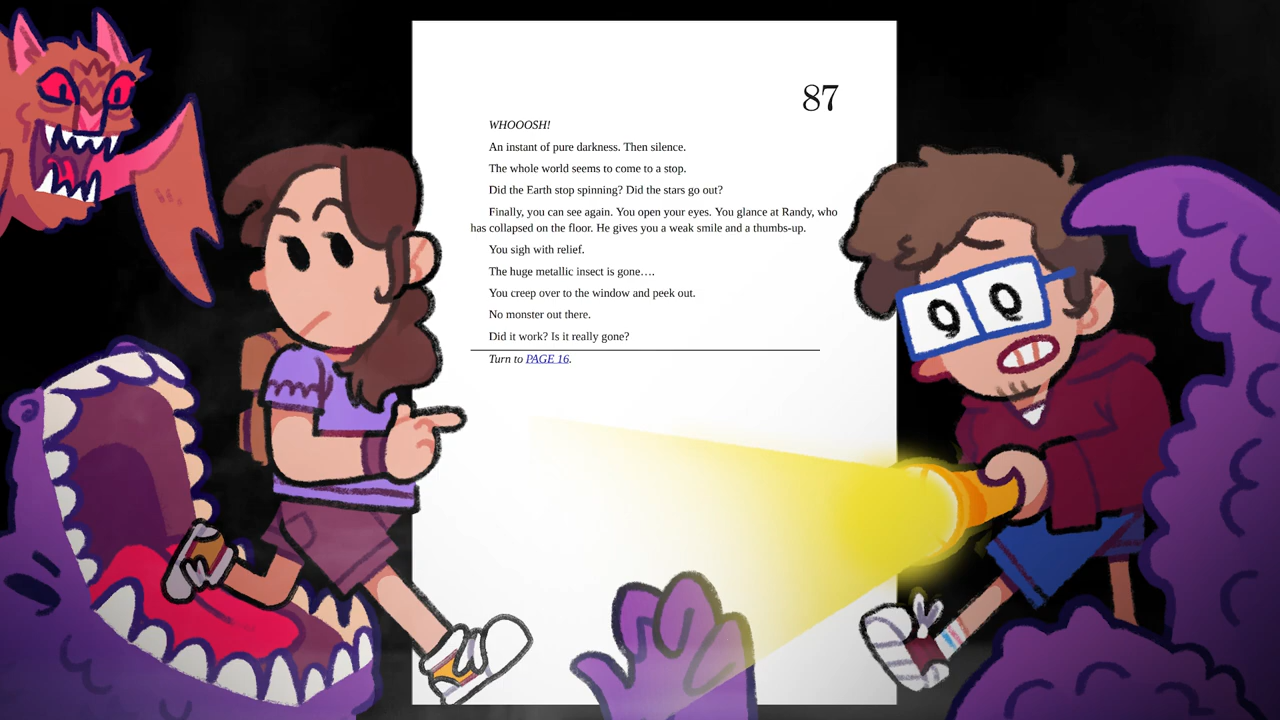 87
WHOOOSH!
An instant of pure darkness. Then silence.
The whole world seems to come to a stop.
Did the Earth stop spinning? Did the stars go out?
Finally, you can see again. You open your eyes. You glance at Randy, who
has collapsed on the floor. He gives you a weak smile and a thumbs-up.
You sigh with relief.
The huge metallic insect is gone….
You creep over to the window and peek out.
No monster out there.
Did it work? Is it really gone?
Turn to PAGE 16.